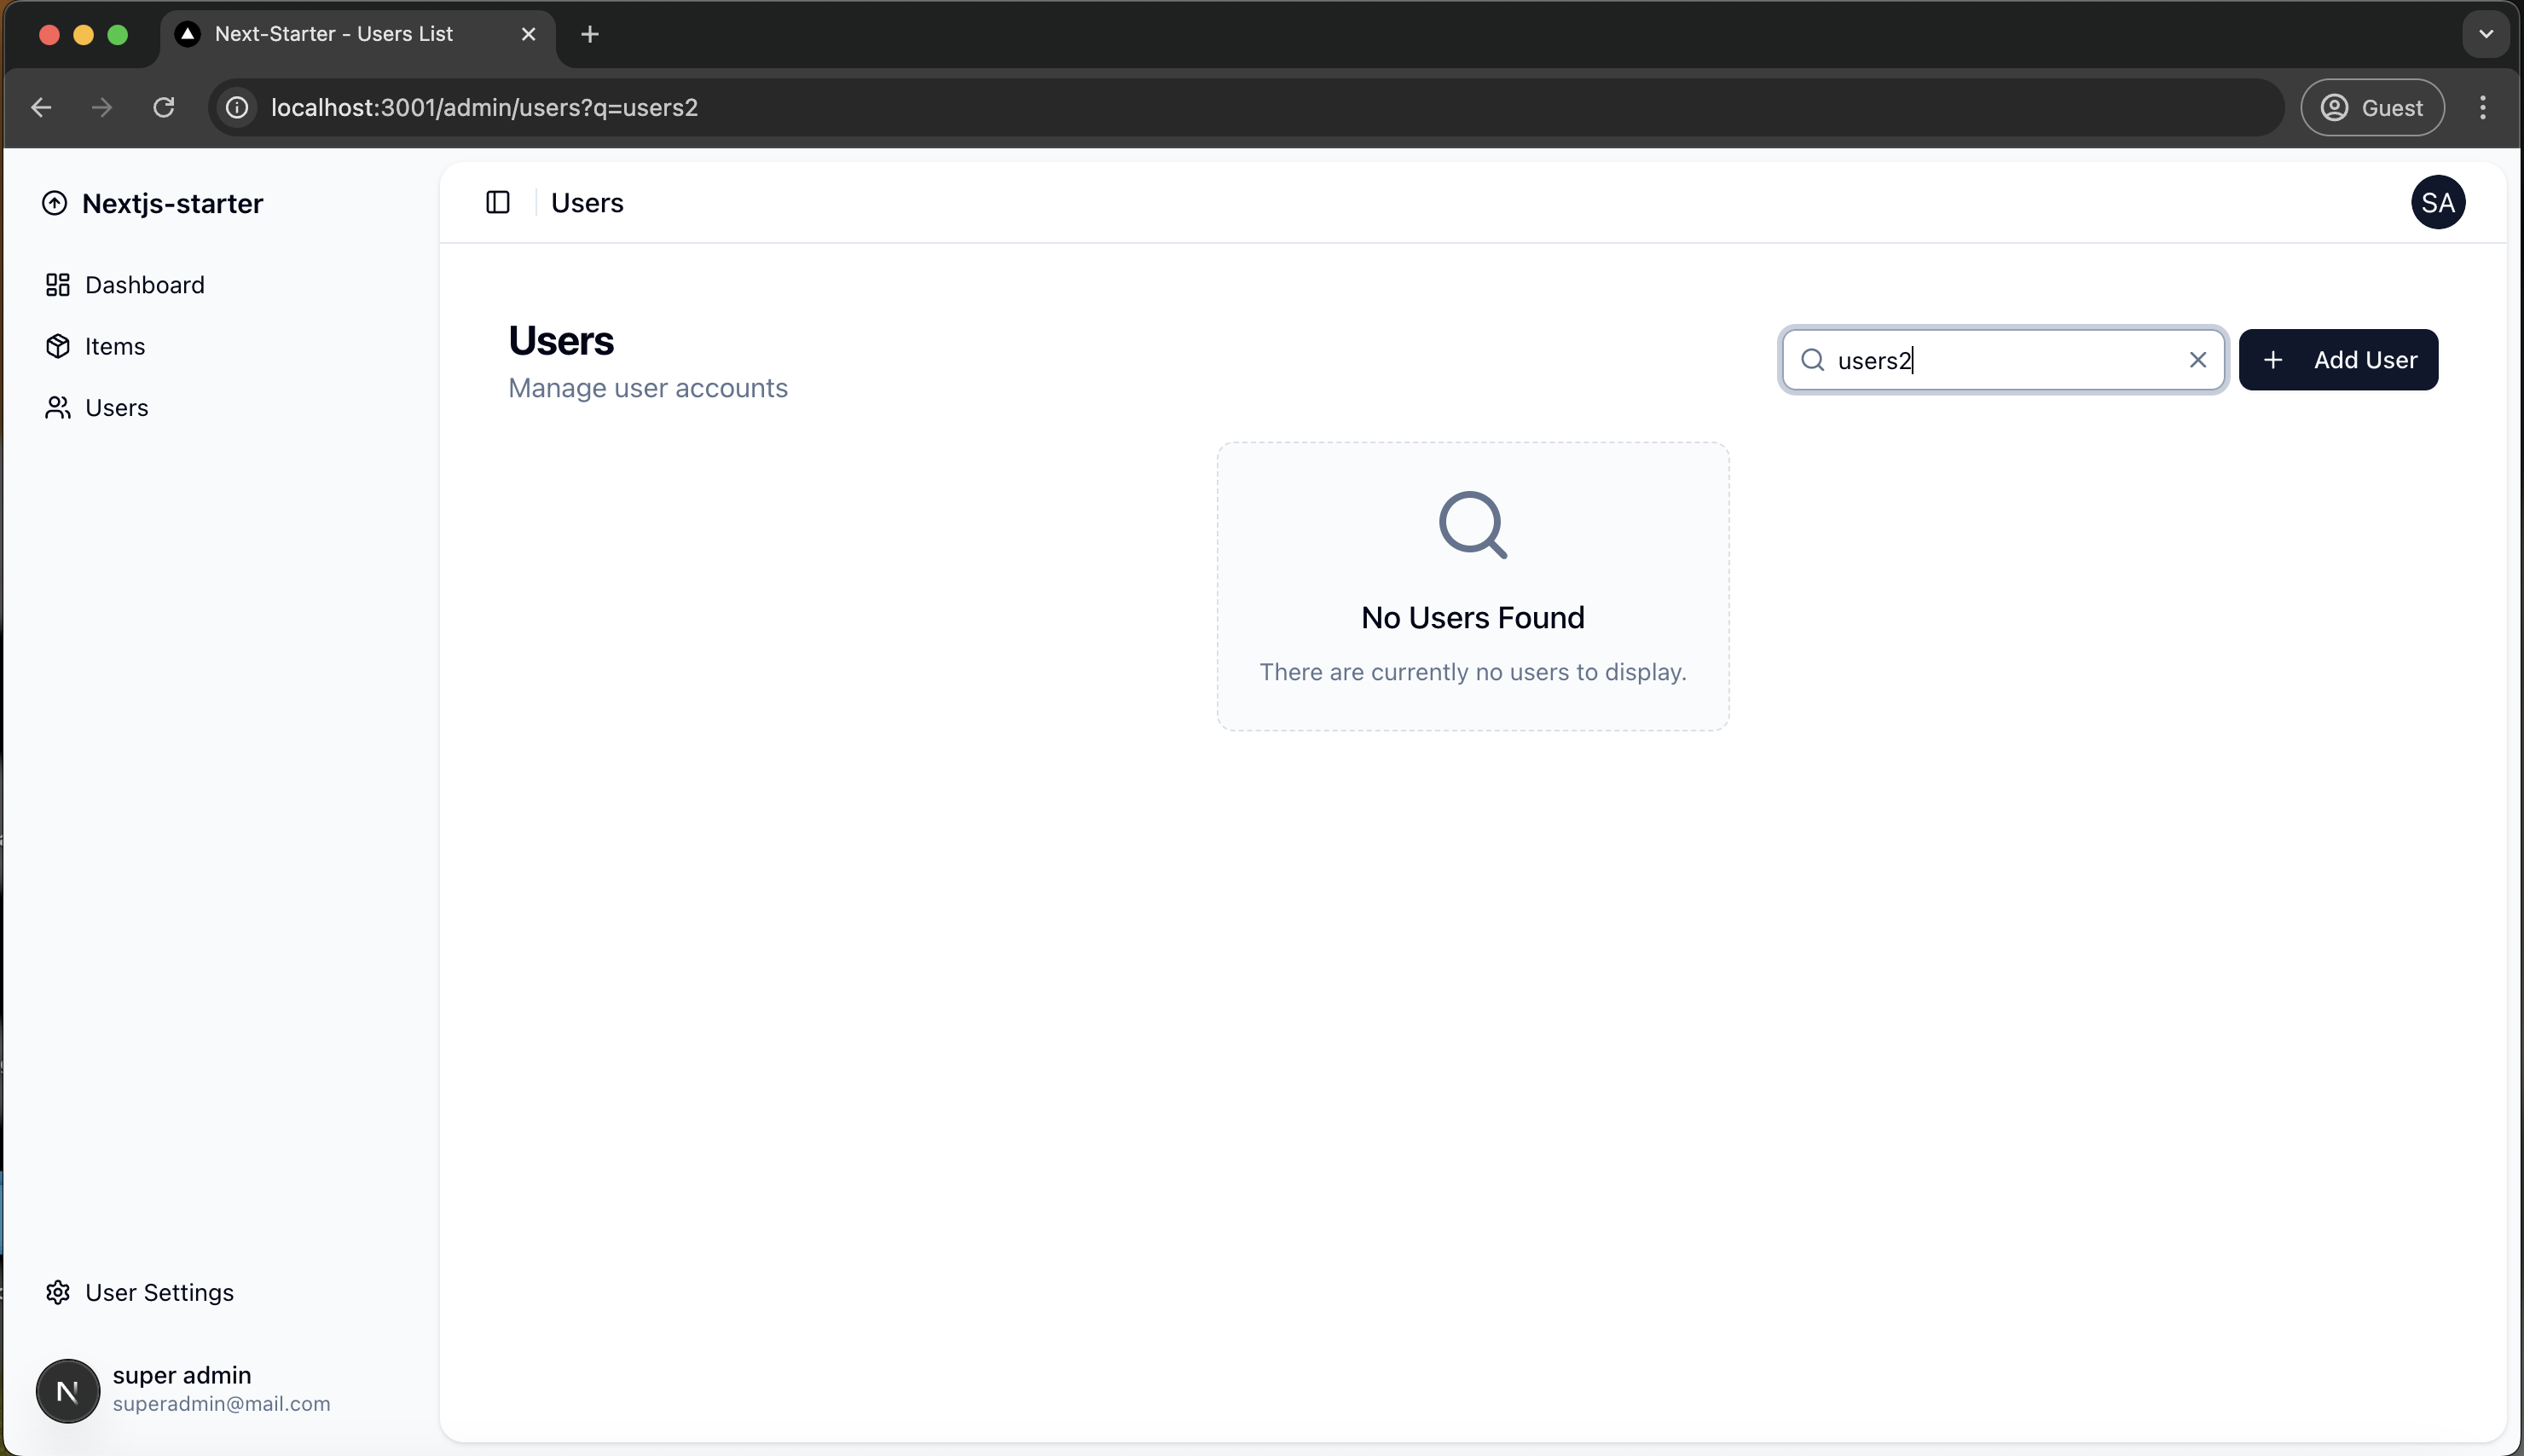 Next-Starter - Users List
localhost:3001/admin/users?q=users2
Guest
Nextjs-starter
Users
SA
Dashboard
Items
Users
Users
Manage user accounts
users2
Add User
No Users Found
There are currently no users to display.
User Settings
N
super admin
superadmin@mail.com